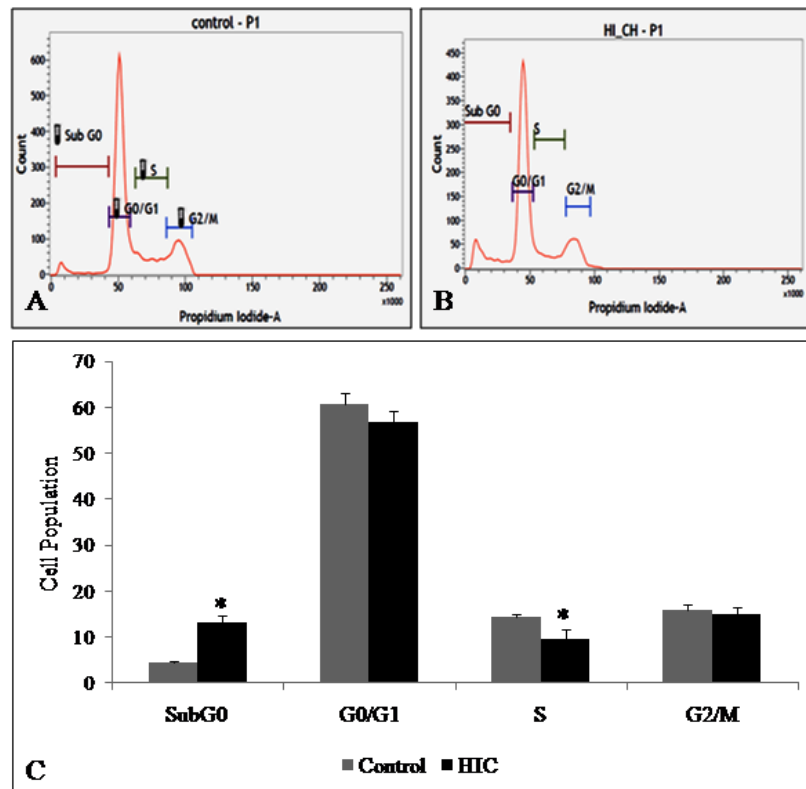 control - P1
Count
600
500
400
300
200
100
0
Sub G0
S
G0/G1
G2/M
0 50 100 150 200 250
x1000
Propidium Iodide-A
A
HI_CH - P1
Count
450
400
350
300
250
200
150
100
50
0
Sub G0
S
G0/G1
G2/M
0 50 100 150 200 250
x1000
Propidium Iodide-A
B
Cell Population
70
60
50
40
30
20
10
0
* *
SubG0 G0/G1 S G2/M
Control HIC
C